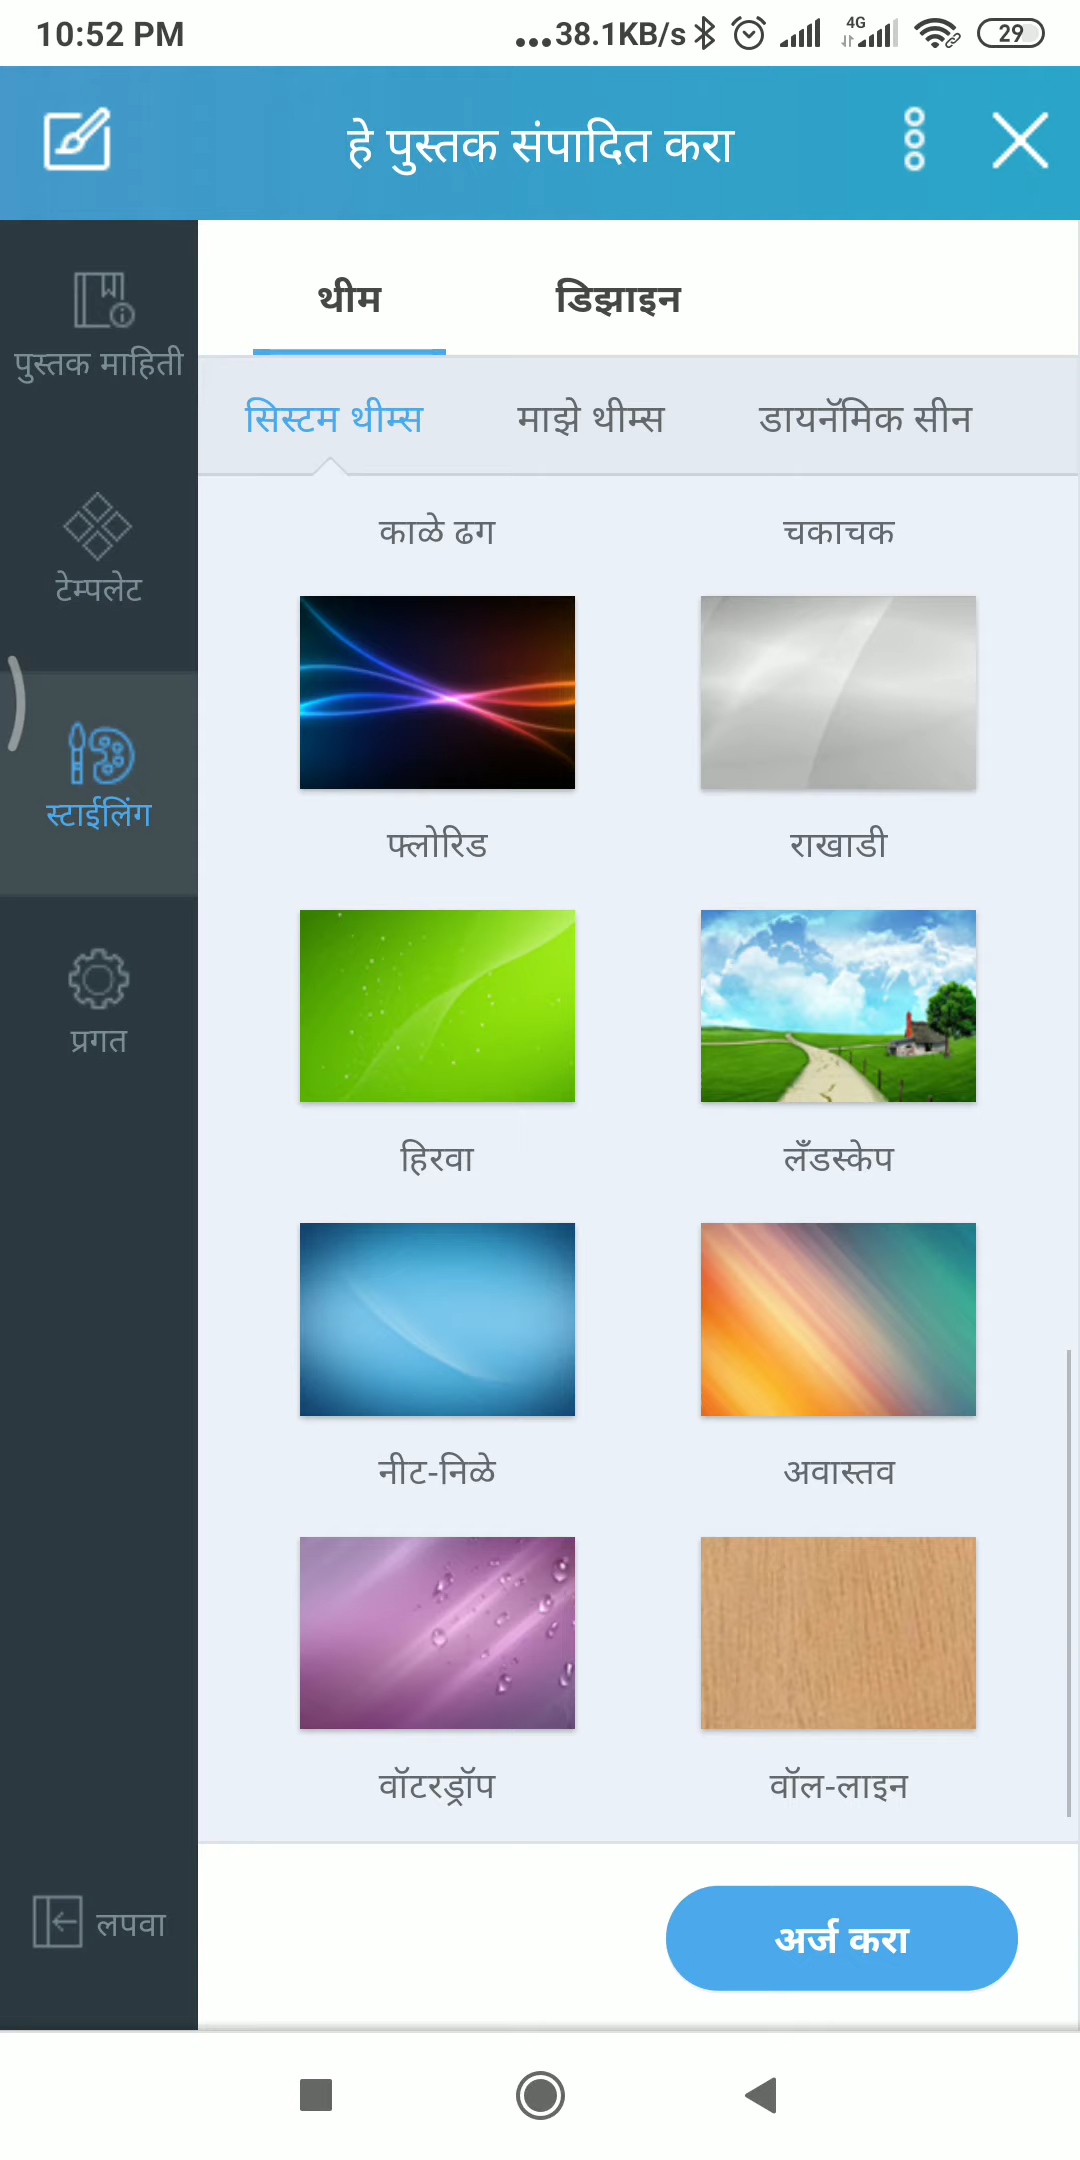 10:52 PM ...38.1KB/s 4G 29
हे पुस्तक संपादित करा
पुस्तक माहिती
टेम्पलेट
स्टाईलिंग
प्रगत
लपवा
थीम डिझाइन
सिस्टम थीम्स माझे थीम्स डायनॅमिक सीन
काळे ढग चकाचक
फ्लोरिड राखाडी
हिरवा लँडस्केप
नीट-निळे अवास्तव
वॉटरड्रॉप वॉल-लाइन
अर्ज करा